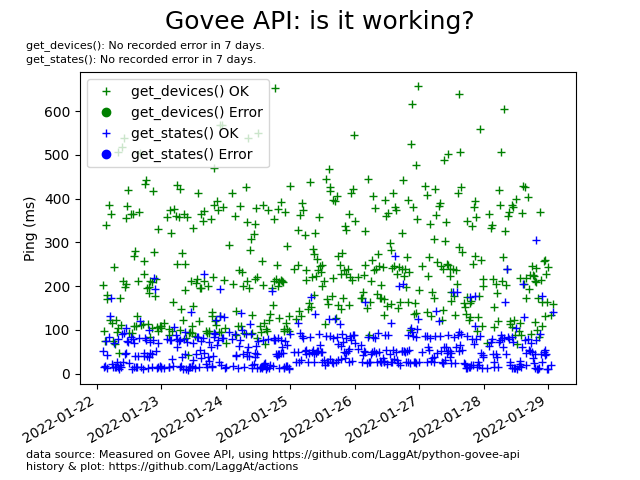 Govee API: is it working?
get_devices(): No recorded error in 7 days.
get_states(): No recorded error in 7 days.
get_devices() OK
get_devices() Error
get_states() OK
get_states() Error
Ping (ms)
600
500
400
300
200
100
0
2022-01-22
2022-01-23
2022-01-24
2022-01-25
2022-01-26
2022-01-27
2022-01-28
2022-01-29
data source: Measured on Govee API, using https://github.com/LaggAt/python-govee-api
history & plot: https://github.com/LaggAt/actions